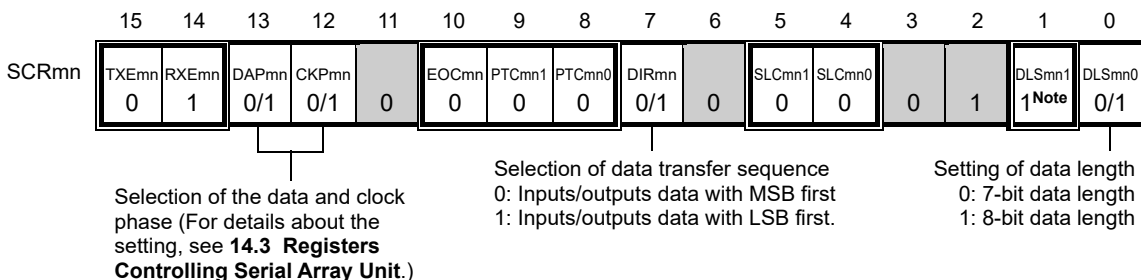 15 14 13 12 11 10 9 8 7 6 5 4 3 2 1 0
SCRmn TXEmn RXEmn DAPmn CKPmn EOCmn PTCmn1 PTCmn0 DIRmn SLCmn1 SLCmn0 DLSmn1 DLSmn0
0 1 0/1 0/1 0 0 0 0 0/1 0 0 0 0 1 1 Note 0/1
Selection of the data and clock
phase (For details about the
setting, see 14.3 Registers
Controlling Serial Array Unit.)
Selection of data transfer sequence
0: Inputs/outputs data with MSB first
1: Inputs/outputs data with LSB first.
Setting of data length
0: 7-bit data length
1: 8-bit data length